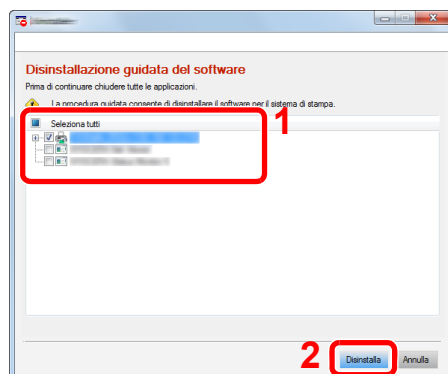 Disinstallazione guidata del software
Prima di continuare chiudere tutte le applicazioni.
La procedura guidata consente di disinstallare il software per il sistema di stampa.
Seleziona tutti
1
2
Disinstalla
Annulla